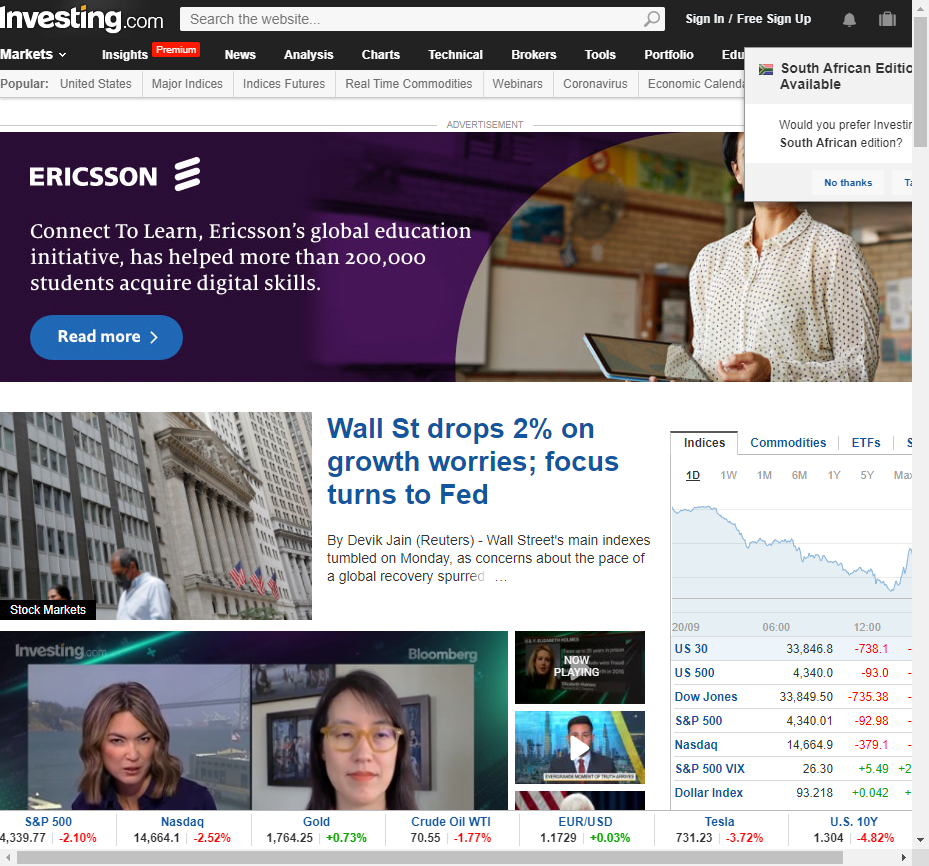 Investing.com
Search the website...
Sign In / Free Sign Up
Markets
Insights
Premium
News
Analysis
Charts
Technical
Brokers
Tools
Portfolio
Edu
Popular:
United States
Major Indices
Indices Futures
Real Time Commodities
Webinars
Coronavirus
Economic Calenda
South African Editio
Available
Would you prefer Investin
South African edition?
No thanks
Ta
ADVERTISEMENT
ERICSSON
Connect To Learn, Ericsson's global education
initiative, has helped more than 200,000
students acquire digital skills.
Read more
Wall St drops 2% on
growth worries; focus
turns to Fed
By Devik Jain (Reuters) - Wall Street's main indexes
tumbled on Monday, as concerns about the pace of
a global recovery spurred ...
Stock Markets
Investing.com
Bloomberg
NOW
PLAYING
EVERGRANDE MOMENT OF TRUTH ARRIVES
Indices
Commodities
ETFs
S
1D 1W 1M 6M 1Y 5Y Max
20/09 06:00 12:00
US 30 33,846.8 -738.1 -
US 500 4,340.0 -93.0 -
Dow Jones 33,849.50 -735.38 -
S&P 500 4,340.01 -92.98 -
Nasdaq 14,664.9 -379.1 -
S&P 500 VIX 26.30 +5.49 +2
Dollar Index 93.218 +0.042 +
S&P 500 Nasdaq Gold Crude Oil WTI EUR/USD Tesla U.S. 10Y
4,339.77 -2.10% 14,664.1 -2.52% 1,764.25 +0.73% 70.55 -1.77% 1.1729 +0.03% 731.23 -3.72% 1.304 -4.82%